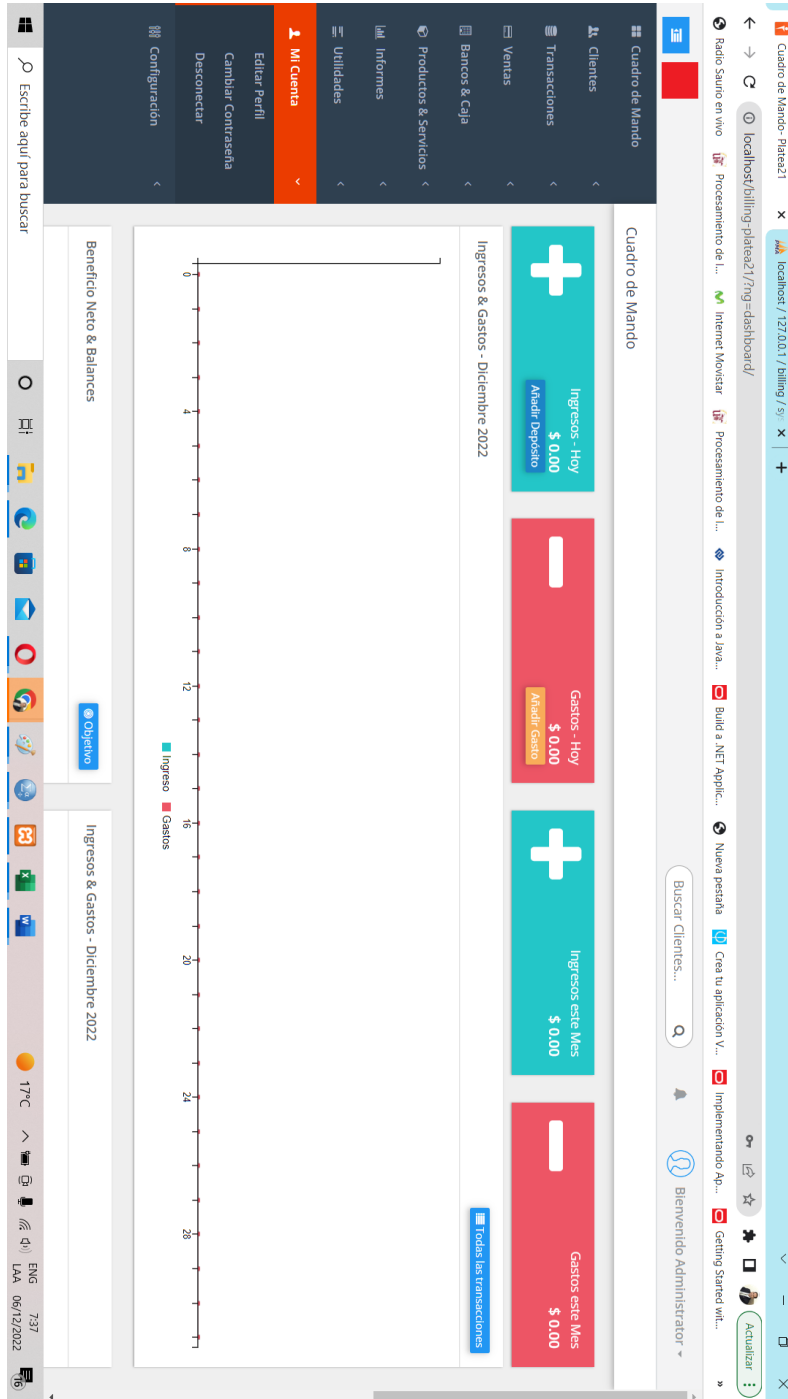 Cuadro de Mando- Platea21
localhost / 127.0.0.1 / billing / sy
localhost/billing-platea21/?ng=dashboard/
Actualizar
Radio Saurio en vivo
Procesamiento de l...
Internet Movistar
Procesamiento de l...
Introducción a Java...
Build a .NET Applic...
Nueva pestaña
Crea tu aplicación V...
Implementando Ap...
Getting Started wit...
»
Buscar Clientes...
Bienvenido Administrator
Cuadro de Mando
Clientes
Transacciones
Ventas
Bancos & Caja
Productos & Servicios
Informes
Utilidades
Mi Cuenta
Editar Perfil
Cambiar Contraseña
Desconectar
Configuración
Cuadro de Mando
Ingresos - Hoy
$ 0.00
Añadir Depósito
Gastos - Hoy
$ 0.00
Añadir Gasto
Ingresos este Mes
$ 0.00
Gastos este Mes
$ 0.00
Ingresos & Gastos - Diciembre 2022
Todas las transacciones
0 4 8 12 16 20 24 28
Ingreso Gastos
Beneficio Neto & Balances
Objetivo
Ingresos & Gastos - Diciembre 2022
Escribe aquí para buscar
17°C
ENG
LAA
7:37
06/12/2022
16